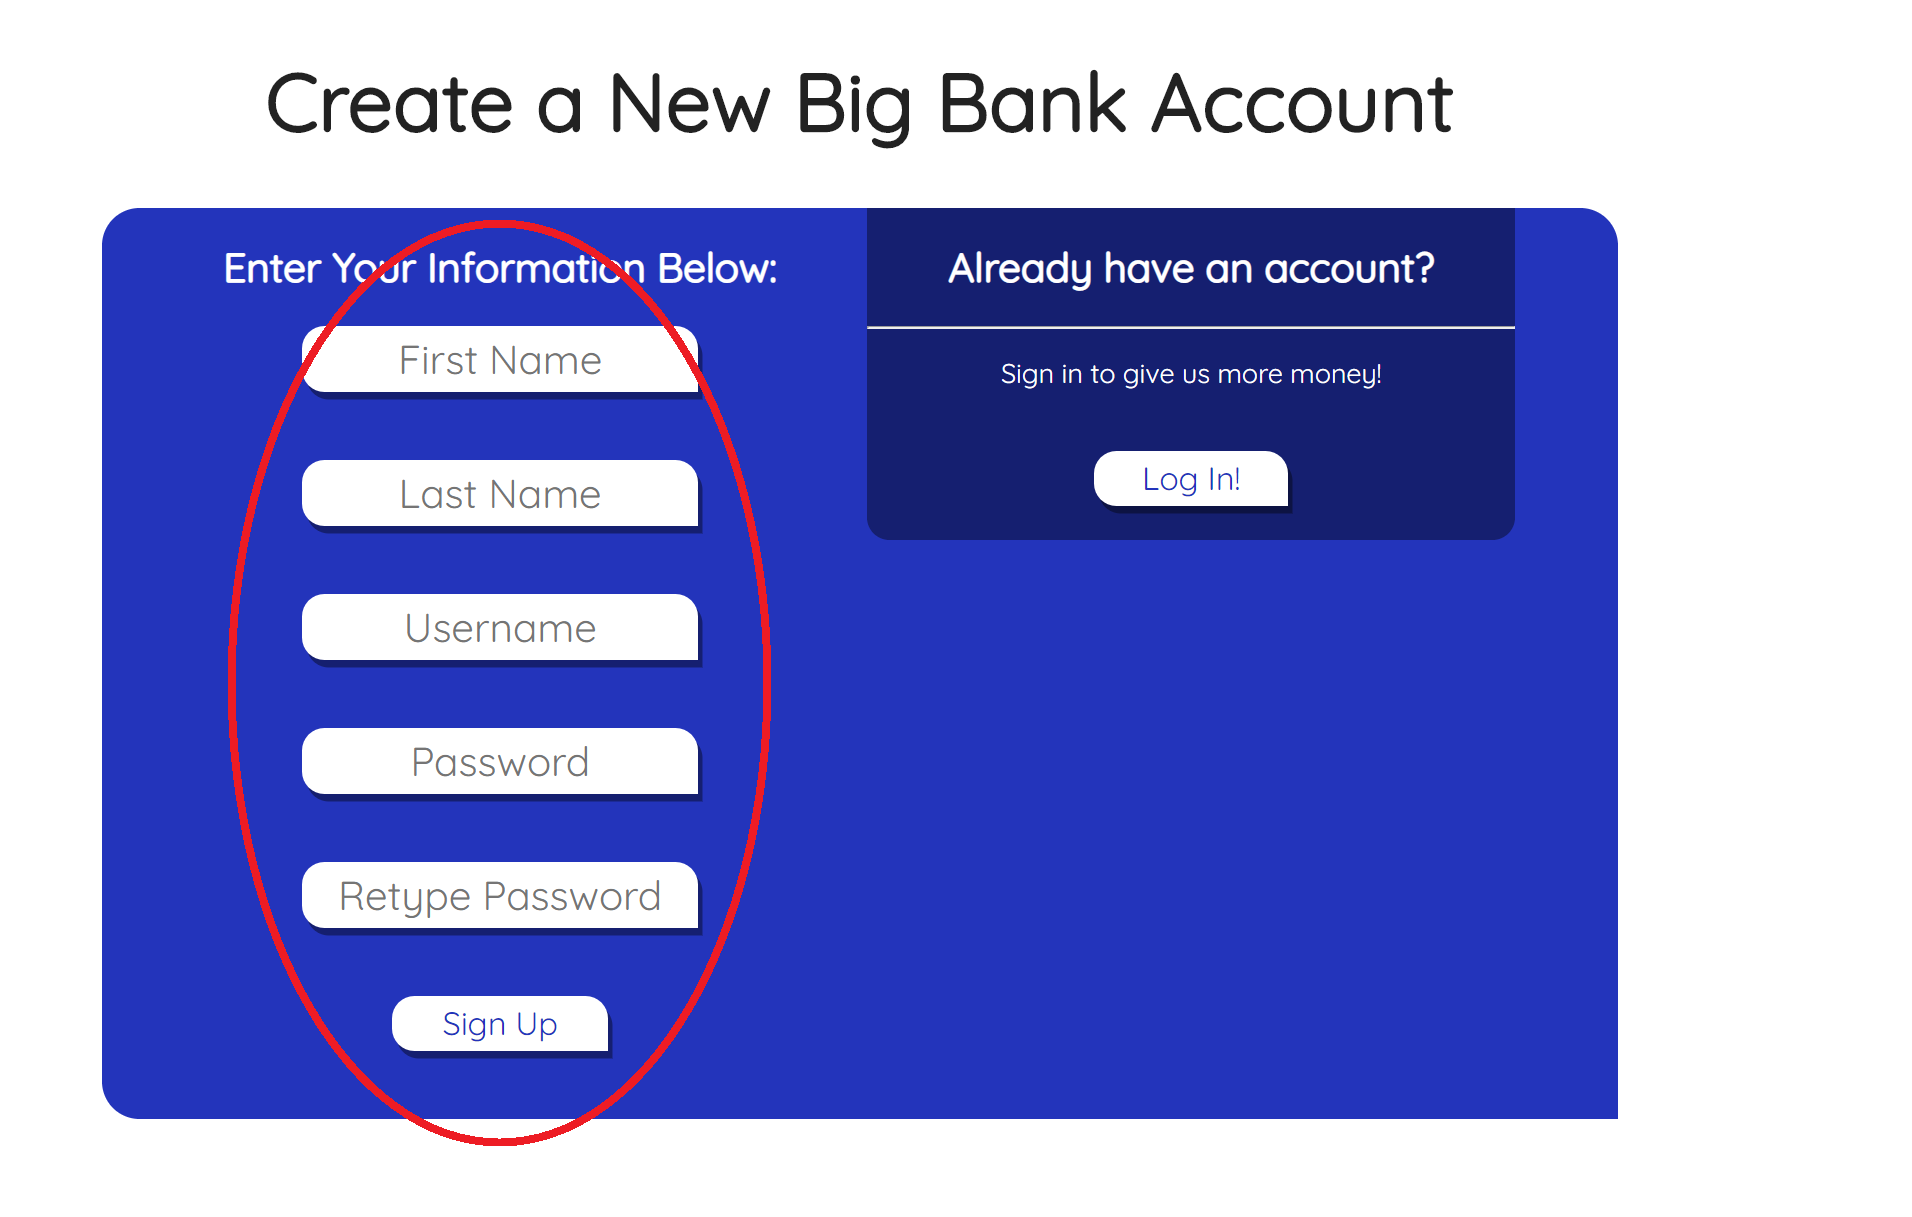 Create a New Big Bank Account
Enter Your Information Below:
First Name
Last Name
Username
Password
Retype Password
Sign Up
Already have an account?
Sign in to give us more money!
Log In!